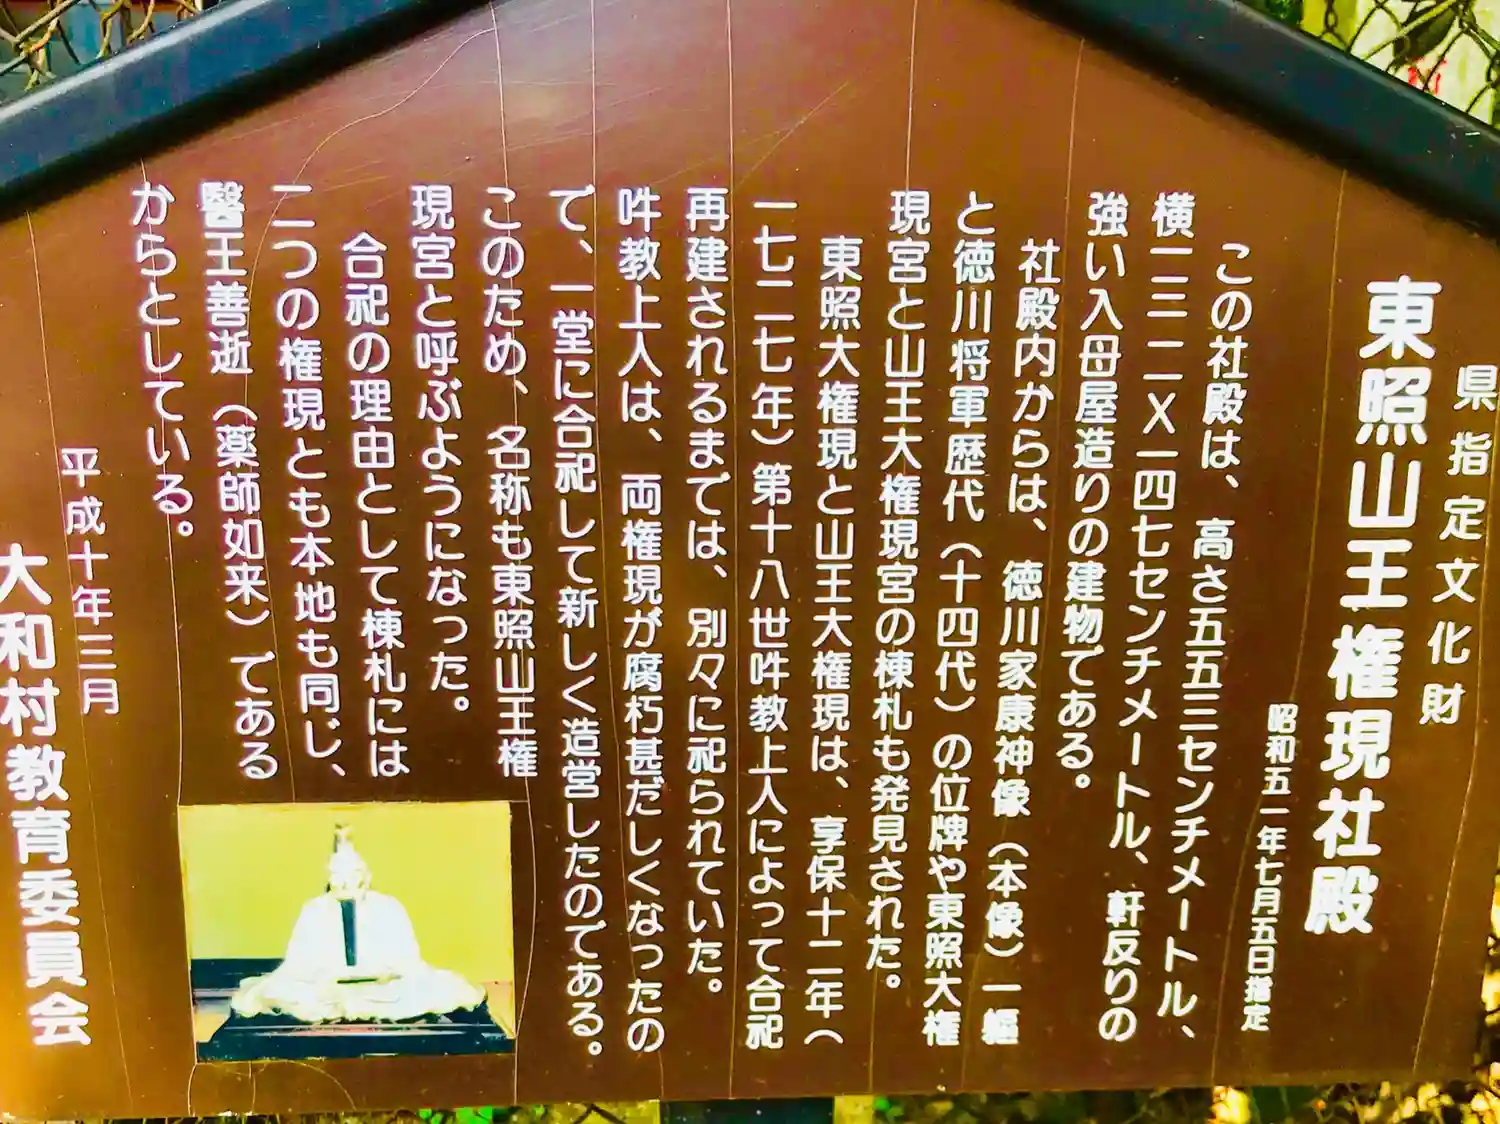 県指定文化財
東照山王権現社殿
昭和五一年七月五日指定
この社殿は、高さ五五三センチメートル、
横二三二X一四七センチメートル、軒反りの
強い入母屋造りの建物である。
社殿内からは、徳川家康神像（本像）一軀
と徳川将軍歴代（十四代）の位牌や東照大権
現宮と山王大権現宮の棟札も発見された。
東照大権現と山王大権現は、享保十二年（
一七二七年）第十八世吽教上人によって合祀
再建されるまでは、別々に祀られていた。
吽教上人は、両権現が腐朽甚だしくなったの
で、一堂に合祀して新しく造営したのである。
このため、名称も東照山王権
現宮と呼ぶようになった。
合祀の理由として棟札には
二つの権現とも本地も同じ、
醫王善逝（薬師如来）である
からとしている。
平成十年三月
大和村教育委員会